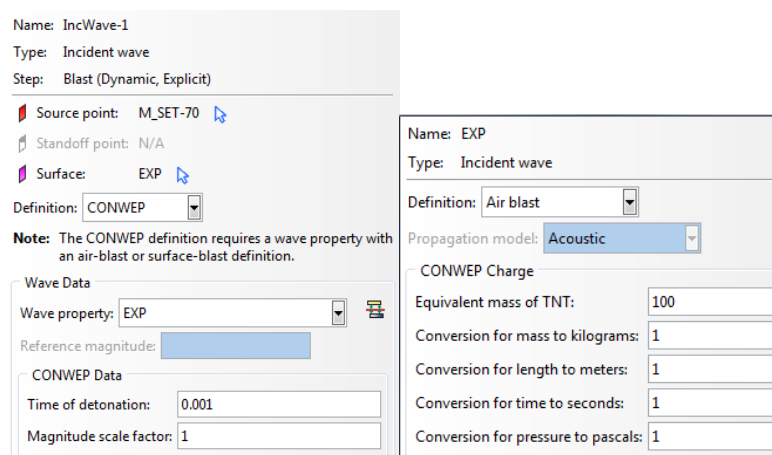 Name: IncWave-1
Type: Incident wave
Step: Blast (Dynamic, Explicit)
Source point: M_SET-70
Standoff point: N/A
Surface: EXP
Definition: CONWEP
Note: The CONWEP definition requires a wave property with
an air-blast or surface-blast definition.
Wave Data
Wave property: EXP
Reference magnitude:
CONWEP Data
Time of detonation: 0.001
Magnitude scale factor: 1
Name: EXP
Type: Incident wave
Definition: Air blast
Propagation model: Acoustic
CONWEP Charge
Equivalent mass of TNT: 100
Conversion for mass to kilograms: 1
Conversion for length to meters: 1
Conversion for time to seconds: 1
Conversion for pressure to pascals: 1